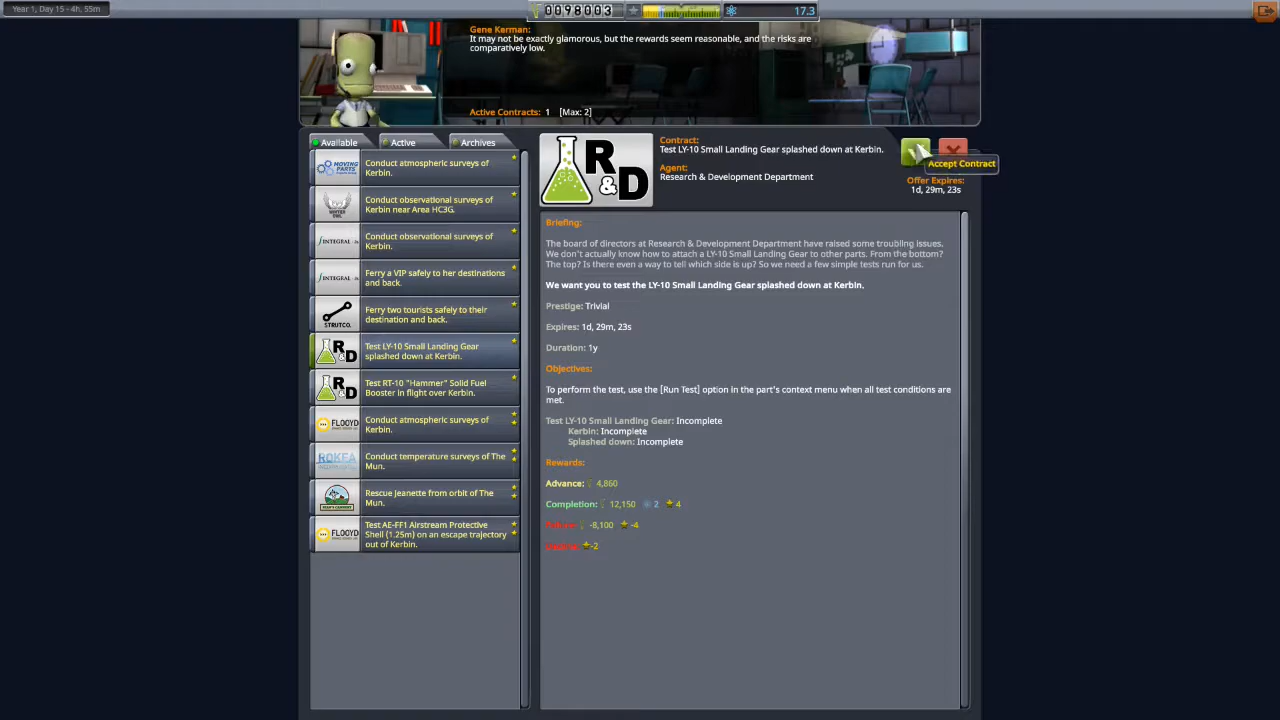 Year 1, Day 15 - 4h, 55m
0098003
17.3
Gene Kerman:
It may not be exactly glamorous, but the rewards seem reasonable, and the risks are
comparatively low.
Active Contracts: 1 [Max: 2]
Available
Active
Archives
MOVING PARTS
Conduct atmospheric surveys of
Kerbin.
Conduct observational surveys of
Kerbin near Area HC3G.
INTEGRAL
Conduct observational surveys of
Kerbin.
INTEGRAL
Ferry a VIP safely to her destinations
and back.
STRUTCO.
Ferry two tourists safely to their
destination and back.
R&D
Test LY-10 Small Landing Gear
splashed down at Kerbin.
R&D
Test RT-10 "Hammer" Solid Fuel
Booster in flight over Kerbin.
FLOOYD
Conduct atmospheric surveys of
Kerbin.
ROKEA
Conduct temperature surveys of The
Mun.
Rescue Jeanette from orbit of The
Mun.
FLOOYD
Test AE-FF1 Airstream Protective
Shell (1.25m) on an escape trajectory
out of Kerbin.
R&D
Contract:
Test LY-10 Small Landing Gear splashed down at Kerbin.
Agent:
Research & Development Department
Accept Contract
Offer Expires:
1d, 29m, 23s
Briefing:
The board of directors at Research & Development Department have raised some troubling issues.
We don't actually know how to attach a LY-10 Small Landing Gear to other parts. From the bottom?
The top? Is there even a way to tell which side is up? So we need a few simple tests run for us.
We want you to test the LY-10 Small Landing Gear splashed down at Kerbin.
Prestige: Trivial
Expires: 1d, 29m, 23s
Duration: 1y
Objectives:
To perform the test, use the [Run Test] option in the part's context menu when all test conditions are
met.
Test LY-10 Small Landing Gear: Incomplete
Kerbin: Incomplete
Splashed down: Incomplete
Rewards:
Advance: 4,860
Completion: 12,150 2 4
-8,100 -4
-2